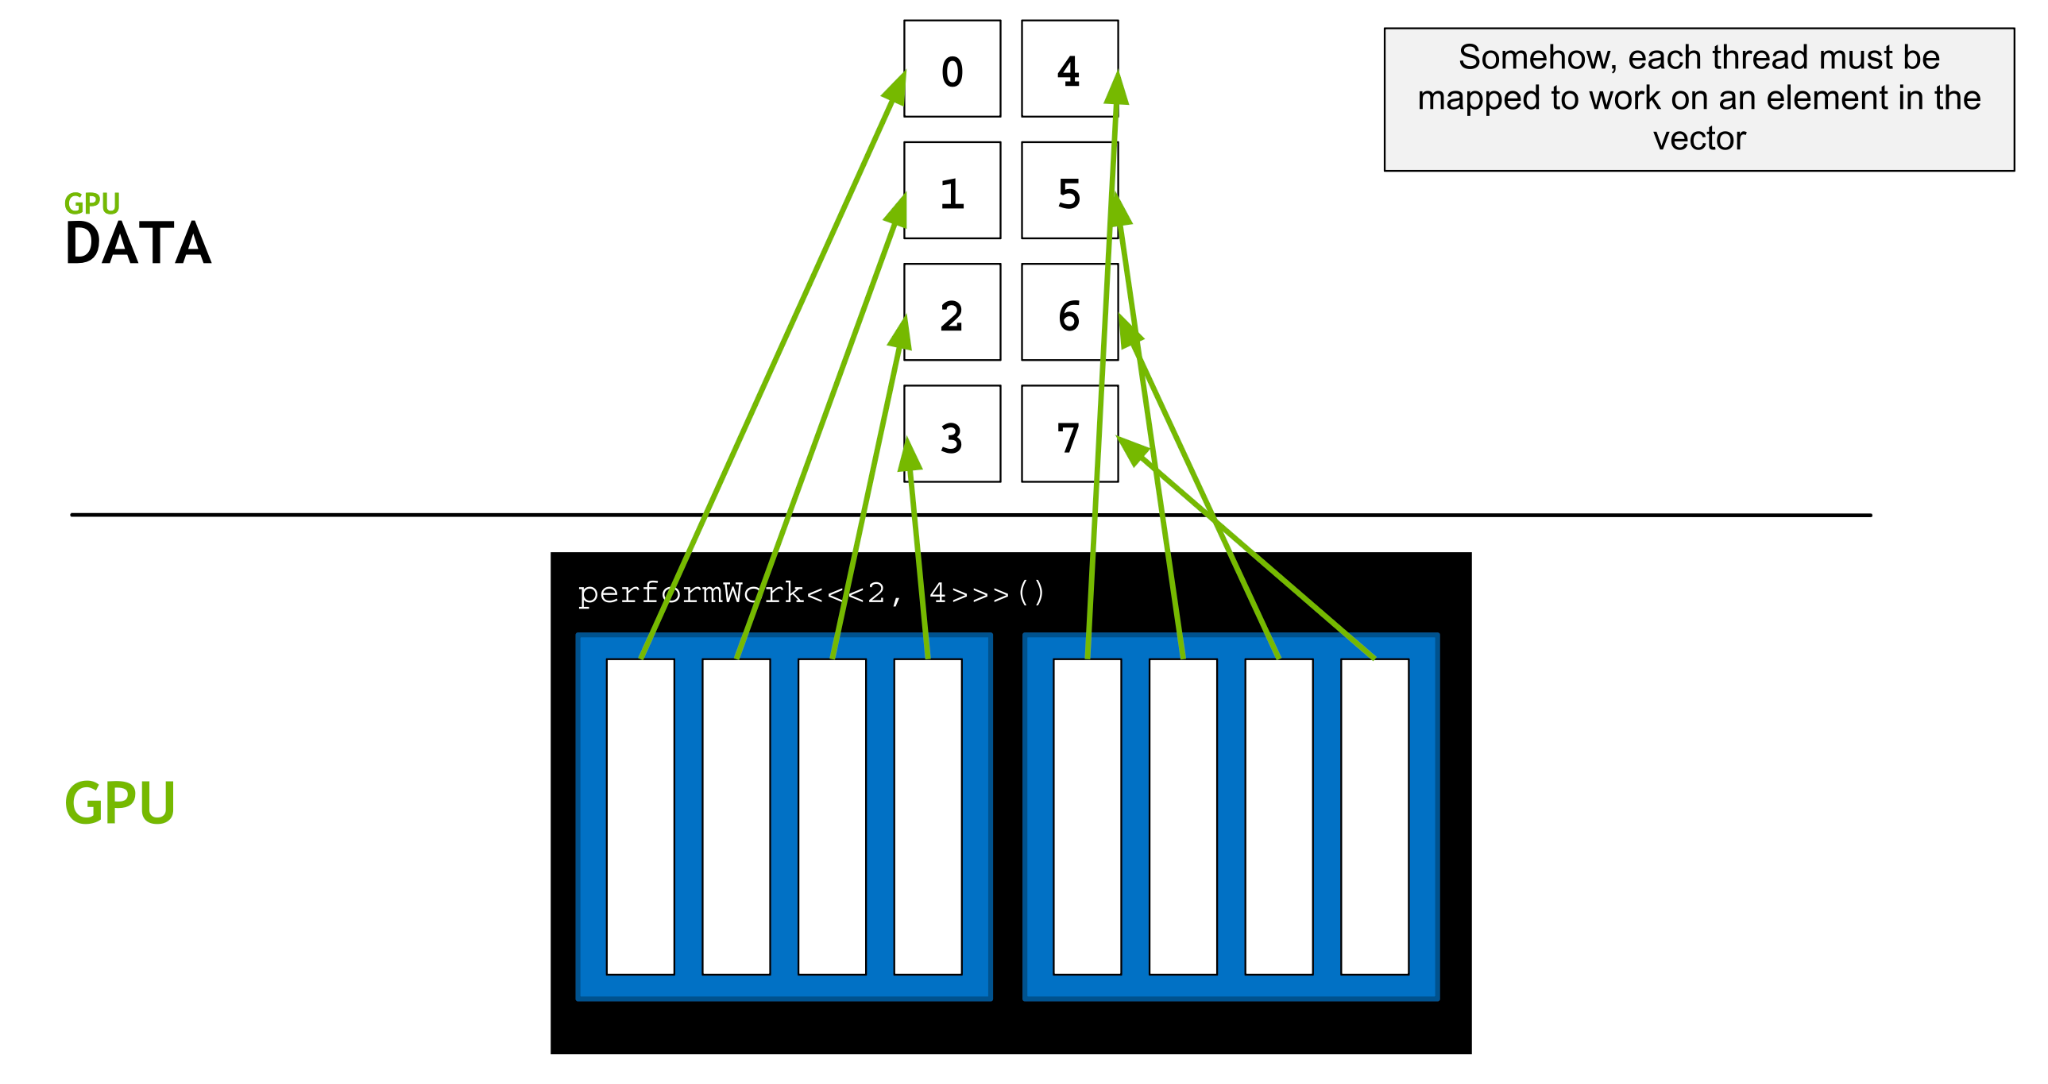 0 4
Somehow, each thread must be
mapped to work on an element in the
vector
1 5
GPU
DATA
2 6
3 7
performWork<<<2, 4>>>()
GPU